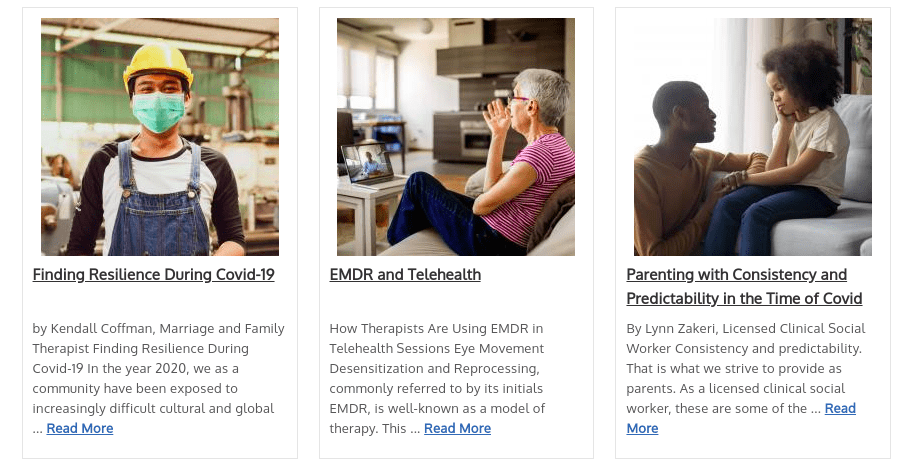 Finding Resilience During Covid-19
by Kendall Coffman, Marriage and Family
Therapist Finding Resilience During
Covid-19 In the year 2020, we as a
community have been exposed to
increasingly difficult cultural and global
... Read More
EMDR and Telehealth
How Therapists Are Using EMDR in
Telehealth Sessions Eye Movement
Desensitization and Reprocessing,
commonly referred to by its initials
EMDR, is well-known as a model of
therapy. This ... Read More
Parenting with Consistency and
Predictability in the Time of Covid
By Lynn Zakeri, Licensed Clinical Social
Worker Consistency and predictability.
That is what we strive to provide as
parents. As a licensed clinical social
worker, these are some of the ... Read
More